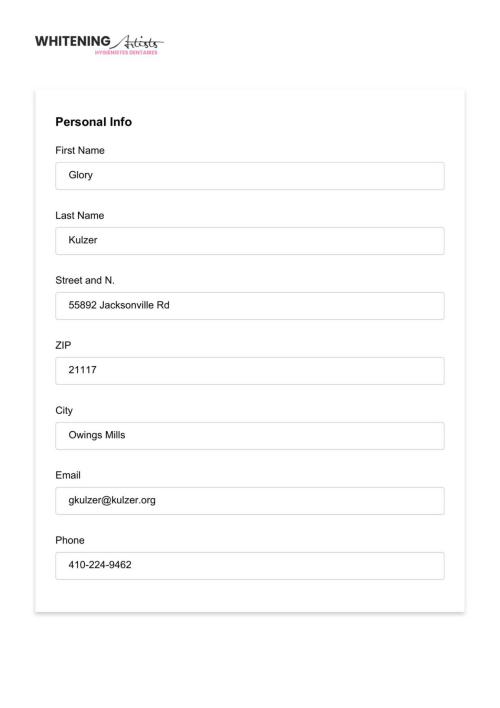 WHITENING Artists
HYGIÉNISTES DENTAIRES
Personal Info
First Name
Glory
Last Name
Kulzer
Street and N.
55892 Jacksonville Rd
ZIP
21117
City
Owings Mills
Email
gkulzer@kulzer.org
Phone
410-224-9462